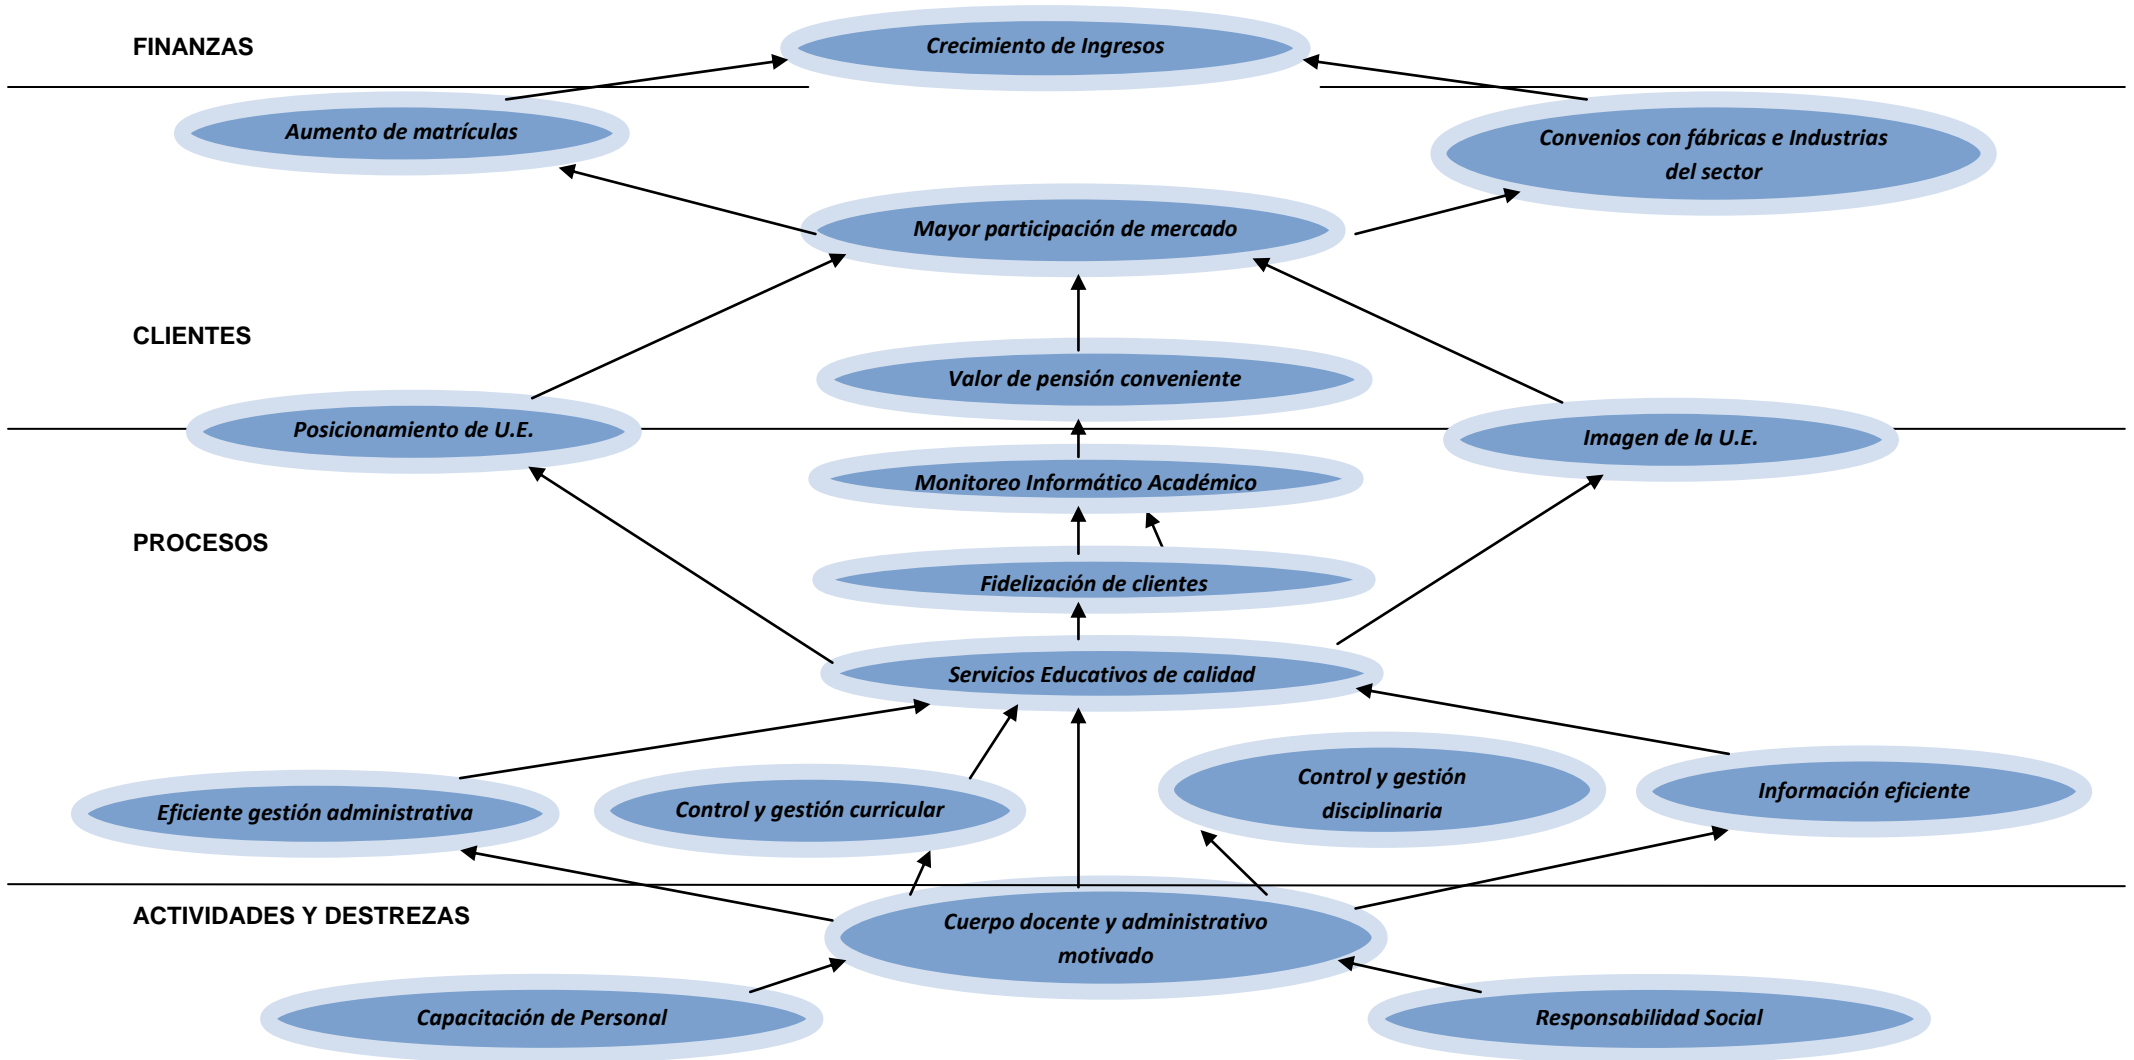 FINANZAS
Crecimiento de Ingresos
Aumento de matrículas
Convenios con fábricas e Industrias
del sector
Mayor participación de mercado
CLIENTES
Valor de pensión conveniente
Posicionamiento de U.E.
Imagen de la U.E.
Monitoreo Informático Académico
PROCESOS
Fidelización de clientes
Servicios Educativos de calidad
Eficiente gestión administrativa
Control y gestión curricular
Control y gestión
disciplinaria
Información eficiente
ACTIVIDADES Y DESTREZAS
Cuerpo docente y administrativo
motivado
Capacitación de Personal
Responsabilidad Social